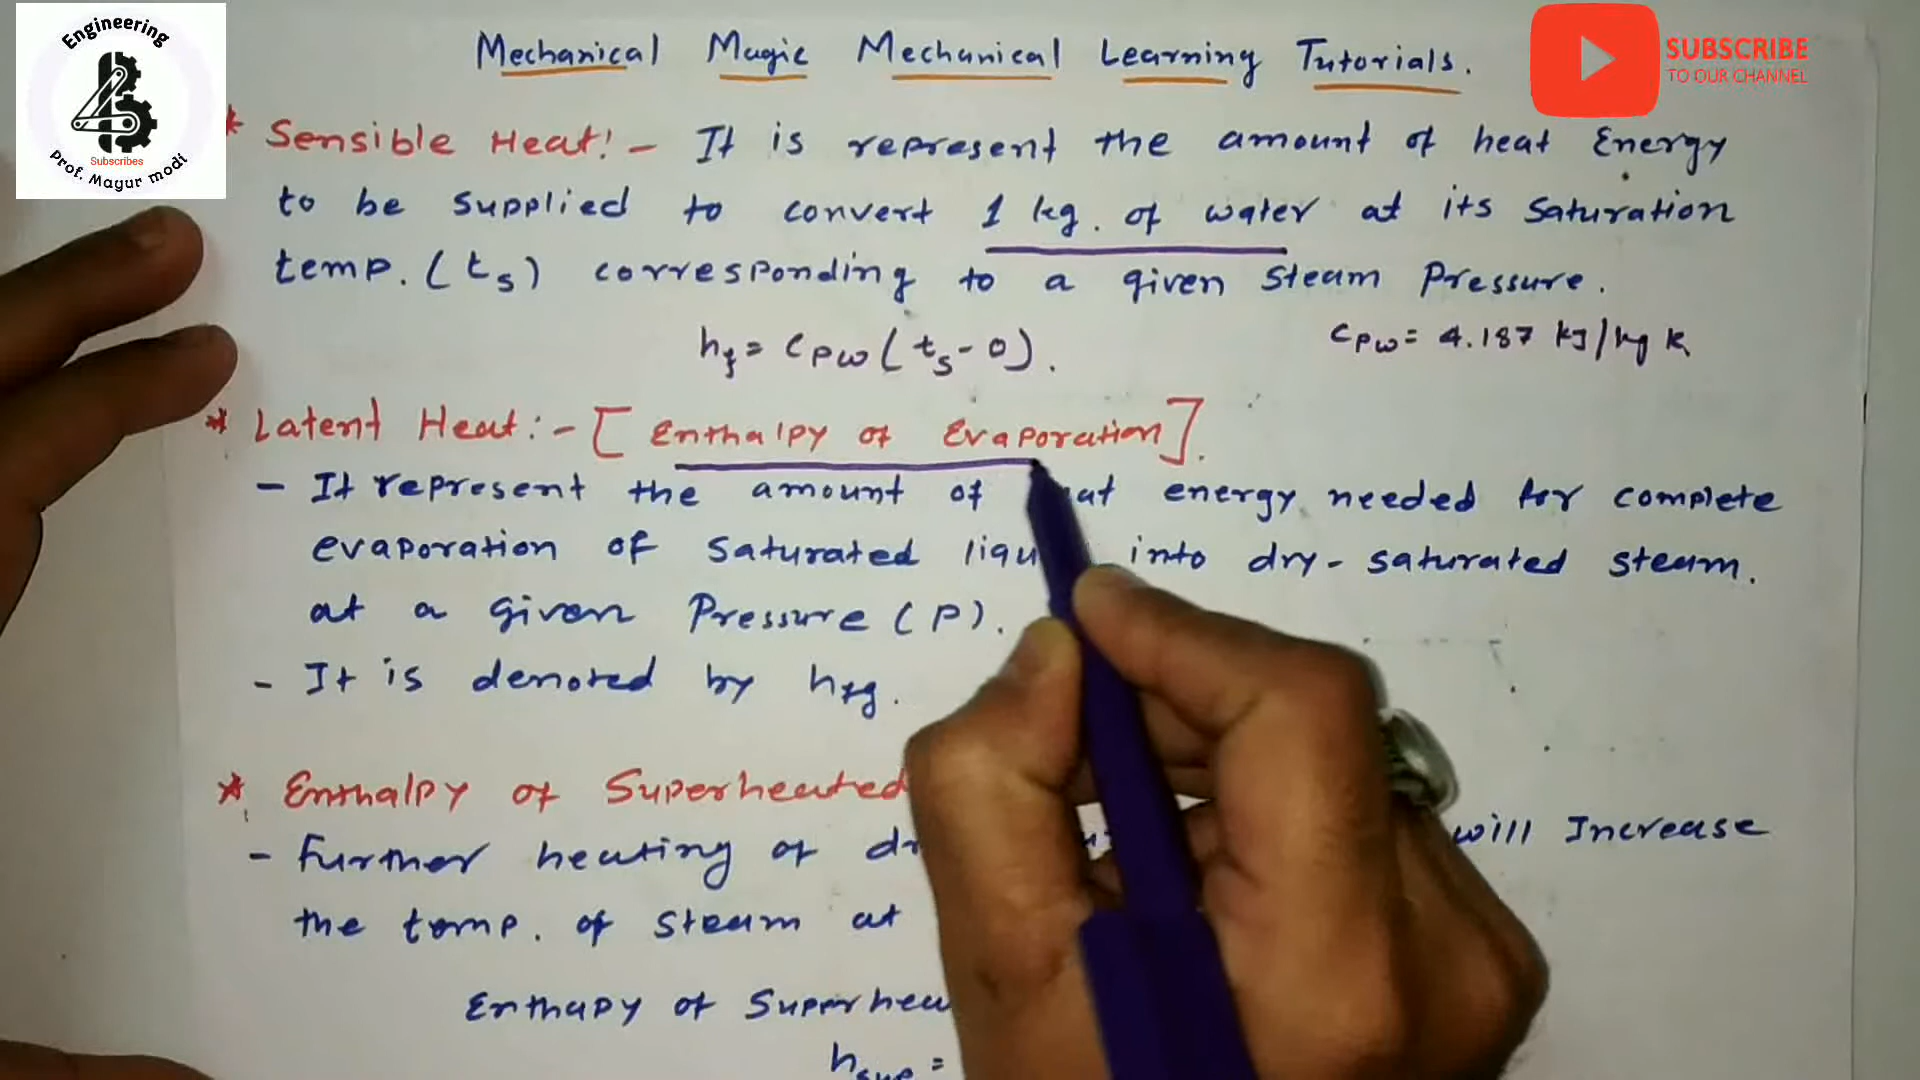 Engineering
Subscribes
Prof. Mayur modi
SUBSCRIBE
TO OUR CHANNEL
Mechanical Magic Mechanical Learning Tutorials.
* Sensible Heat:- It is represent the amount of heat Energy
to be supplied to convert 1 kg. of water at its saturation
temp. (ts) corresponding to a given steam Pressure.
hf = CPW (ts - 0). CPW = 4.187 kJ/kg K
* Latent Heat:- [Enthalpy of Evaporation].
- It represent the amount of energy needed for complete
evaporation of saturated into dry-saturated steam.
at a given Pressure (P).
- It is denoted by hfg.
* Enthalpy of Superheated
- Further heating of will Increase
the temp. of steam at
Enthapy of
hsup =